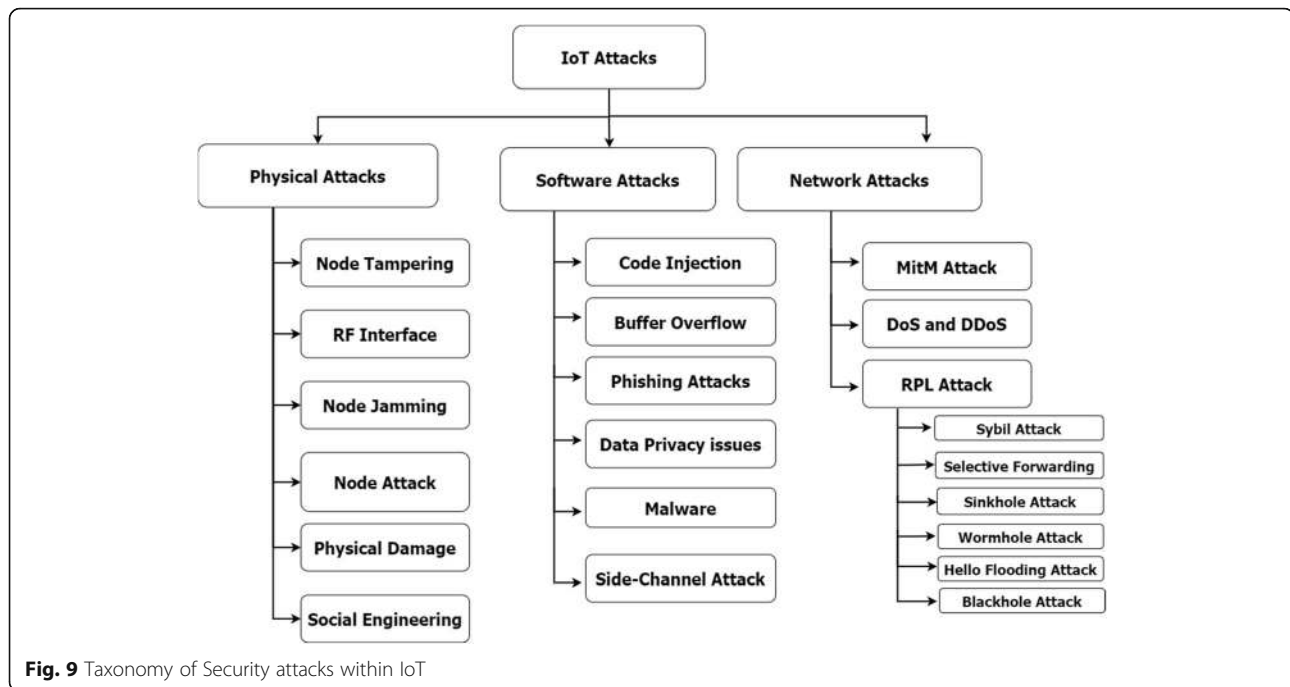 IoT Attacks
Physical Attacks
Node Tampering
RF Interface
Node Jamming
Node Attack
Physical Damage
Social Engineering
Software Attacks
Code Injection
Buffer Overflow
Phishing Attacks
Data Privacy issues
Malware
Side-Channel Attack
Network Attacks
MitM Attack
DoS and DDoS
RPL Attack
Sybil Attack
Selective Forwarding
Sinkhole Attack
Wormhole Attack
Hello Flooding Attack
Blackhole Attack
Fig. 9 Taxonomy of Security attacks within IoT